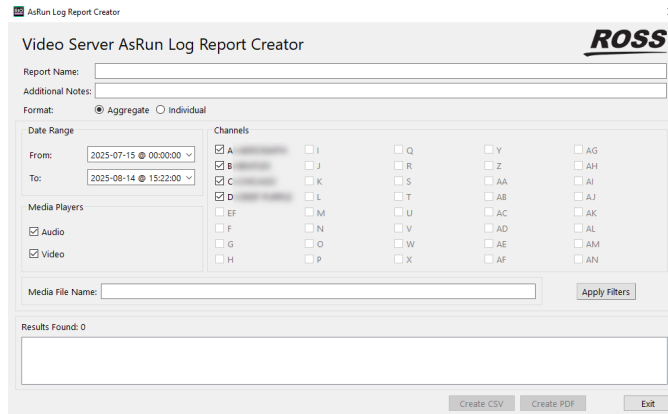 AsRun Log Report Creator
Video Server AsRun Log Report Creator
ROSS
Report Name:
Additional Notes:
Format: Aggregate Individual
Date Range
From: 2025-07-15 @ 00:00:00
To: 2025-08-14 @ 15:22:00
Media Players
Audio
Video
Channels
A I Q Y AG
B J R Z AH
C K S AA AI
D L T AB AJ
EF M U AC AK
F N V AD AL
G O W AE AM
H P X AF AN
Media File Name: Apply Filters
Results Found: 0
Create CSV Create PDF Exit